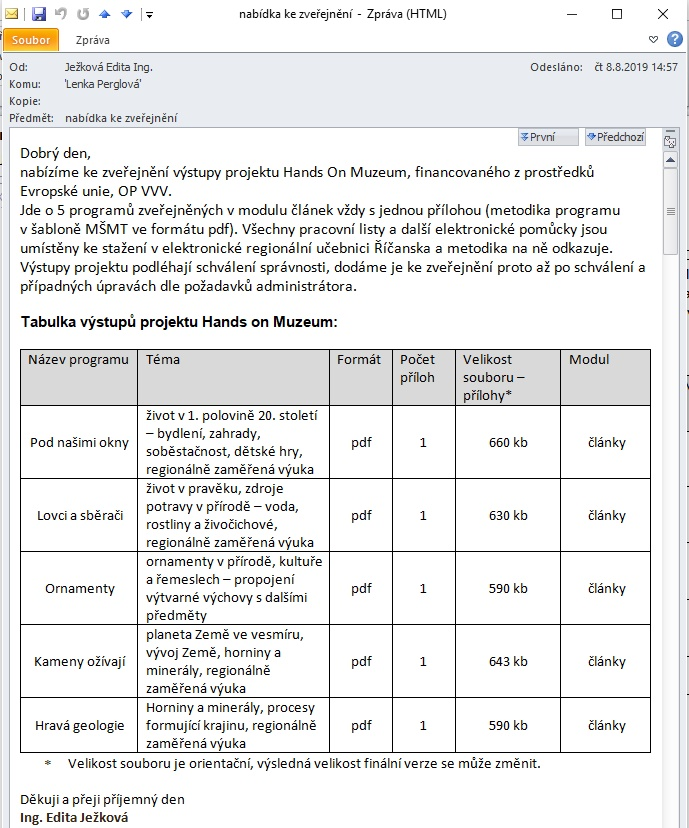 nabídka ke zveřejnění - Zpráva (HTML)
Soubor Zpráva
Od: Ježková Edita Ing. Odesláno: čt 8.8.2019 14:57
Komu: 'Lenka Perglová'
Kopie:
Předmět: nabídka ke zveřejnění
První Předchozí
Dobrý den,
nabízíme ke zveřejnění výstupy projektu Hands On Muzeum, financovaného z prostředků
Evropské unie, OP VVV.
Jde o 5 programů zveřejněných v modulu článek vždy s jednou přílohou (metodika programu
v šabloně MŠMT ve formátu pdf). Všechny pracovní listy a další elektronické pomůcky jsou
umístěny ke stažení v elektronické regionální učebnici Říčanska a metodika na ně odkazuje.
Výstupy projektu podléhají schválení správnosti, dodáme je ke zveřejnění proto až po schválení a
případných úpravách dle požadavků administrátora.
Tabulka výstupů projektu Hands on Muzeum:
Název programu Téma Formát Počet Velikost Modul
příloh souboru –
přílohy*
život v 1. polovině 20. století
– bydlení, zahrady,
Pod našimi okny soběstačnost, dětské hry, pdf 1 660 kb články
regionálně zaměřená výuka
život v pravěku, zdroje
potravy v přírodě – voda,
Lovci a sběrači rostliny a živočichové, pdf 1 630 kb články
regionálně zaměřená výuka
ornamenty v přírodě, kultuře
a řemeslech – propojení
Ornamenty výtvarné výchovy s dalšími pdf 1 590 kb články
předměty
planeta Země ve vesmíru,
vývoj Země, horniny a
Kameny ožívají minerály, regionálně pdf 1 643 kb články
zaměřená výuka
Horniny a minerály, procesy
Hravá geologie formující krajinu, regionálně pdf 1 590 kb články
zaměřená výuka
* Velikost souboru je orientační, výsledná velikost finální verze se může změnit.
Děkuji a přeji příjemný den
Ing. Edita Ježková